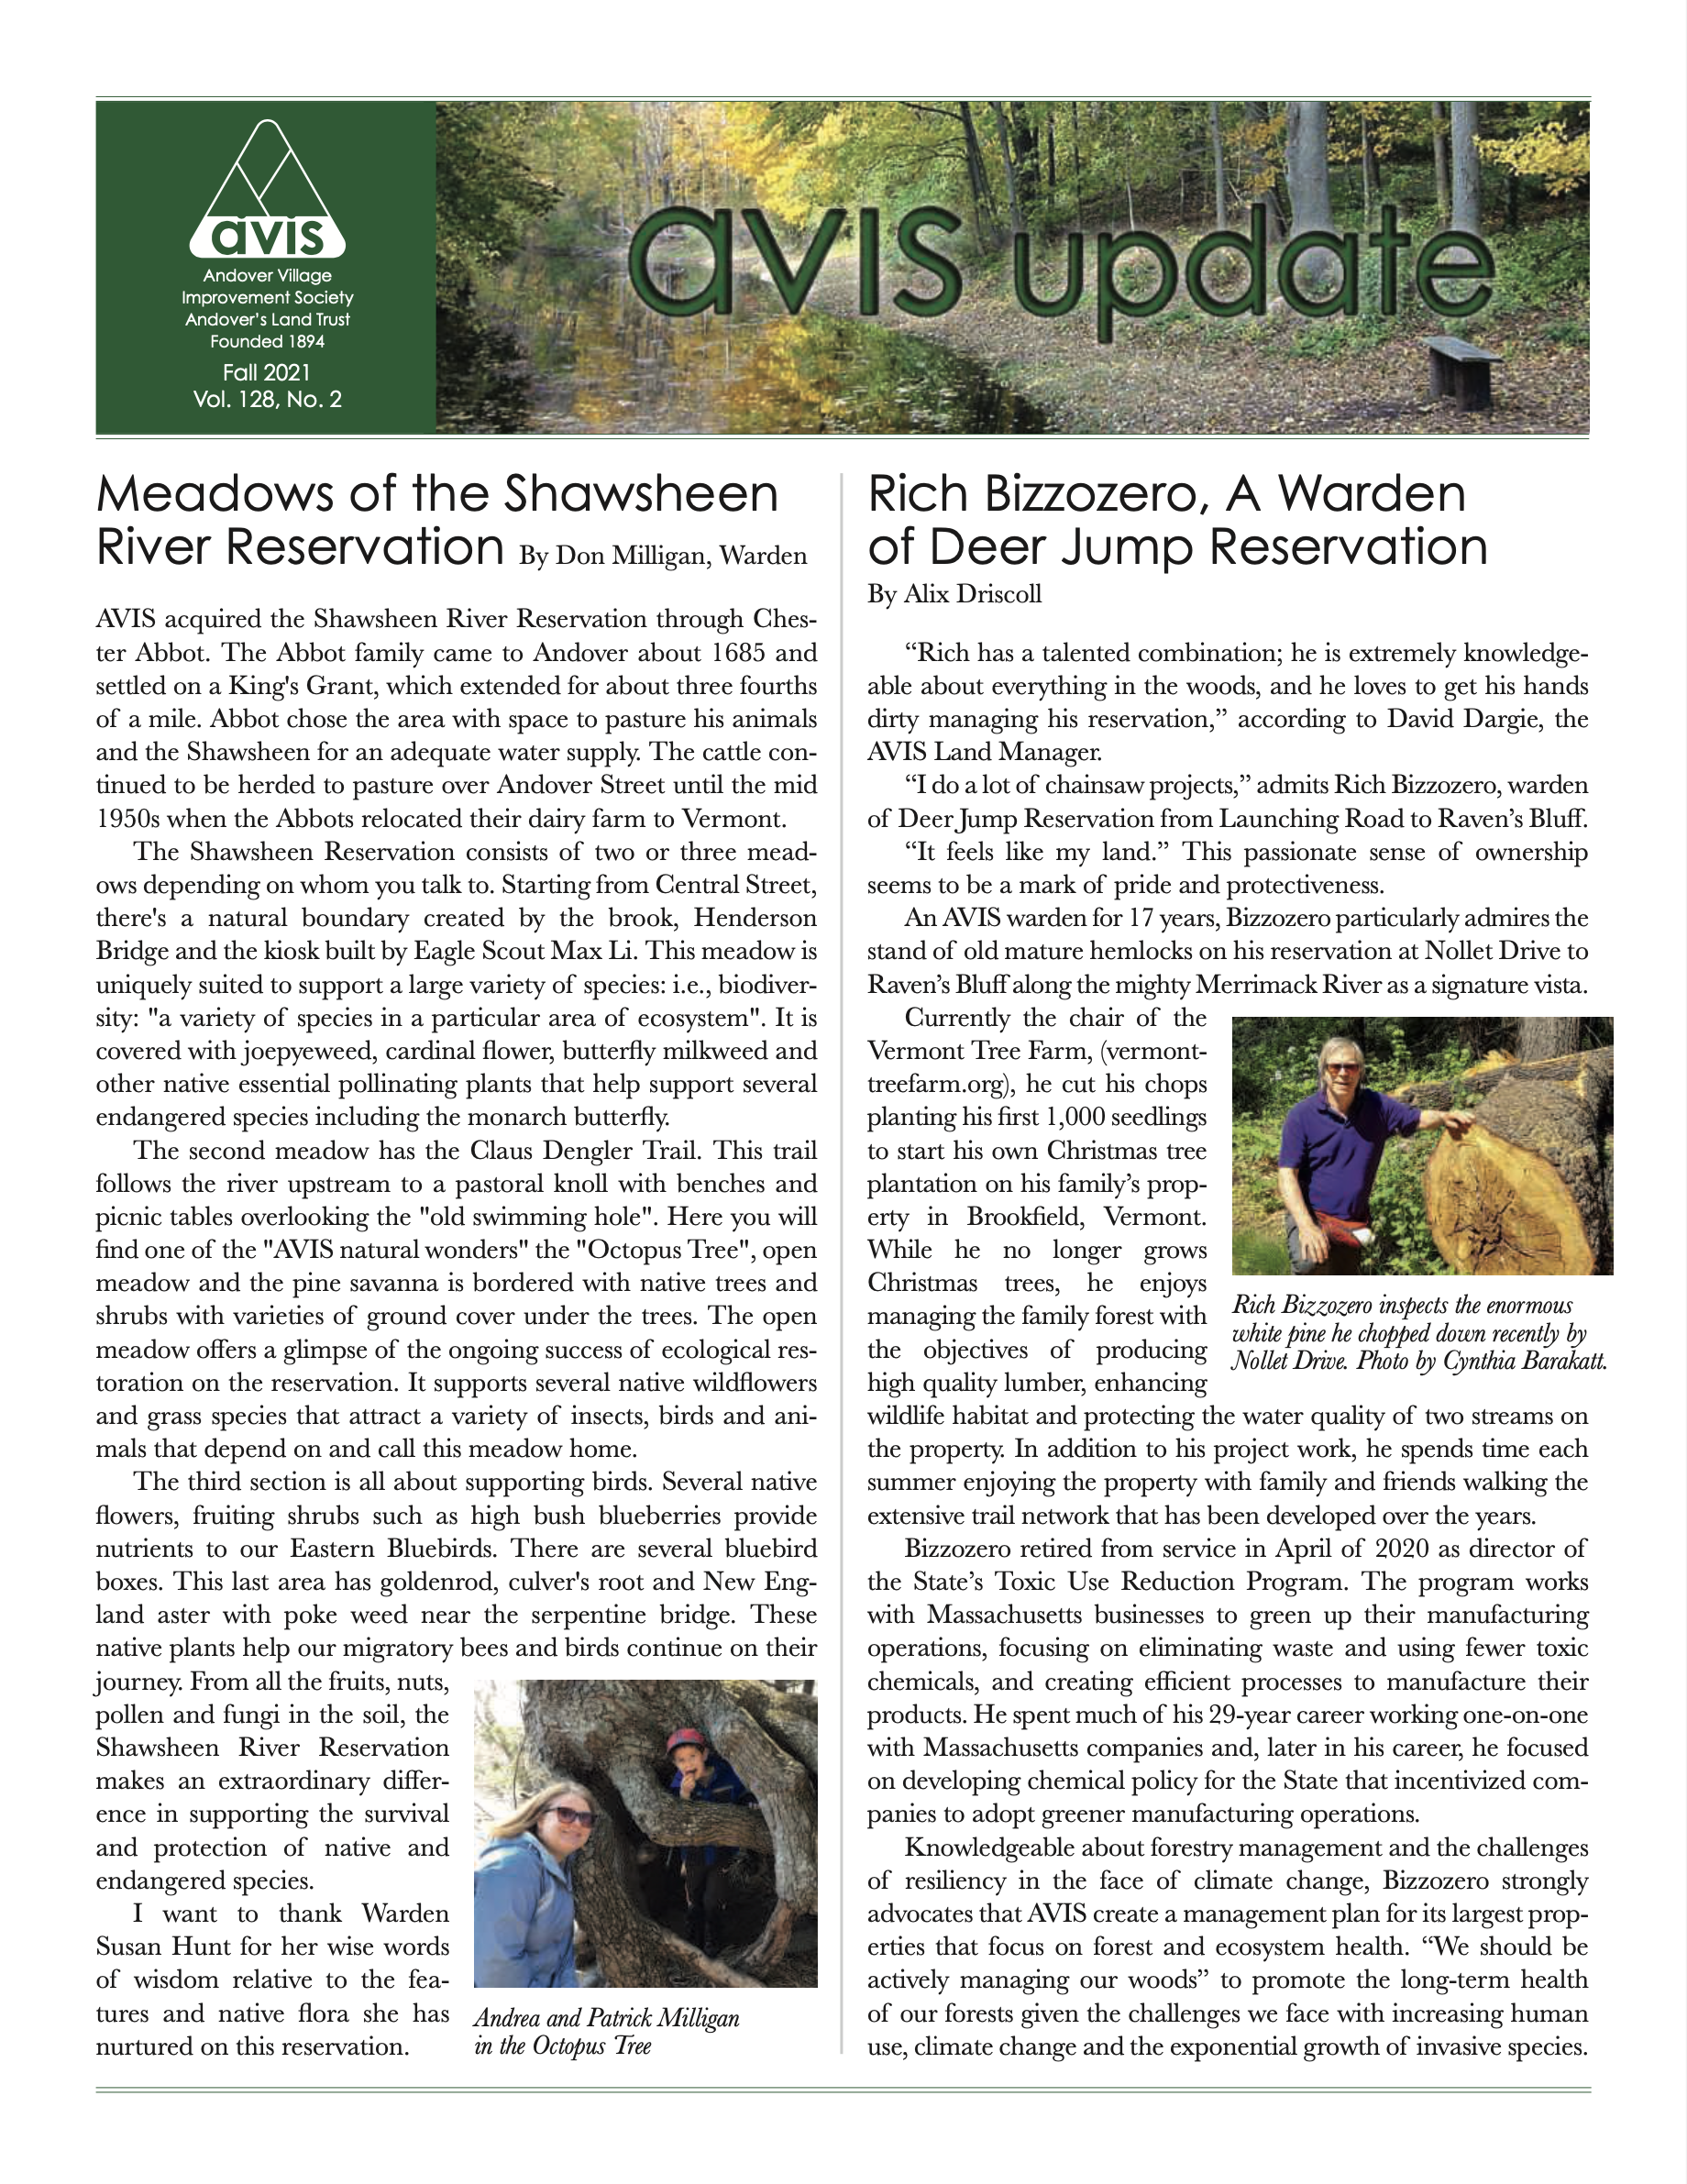 avis
Andover Village
Improvement Society
Andover's Land Trust
Founded 1894
Fall 2021
Vol. 128, No. 2
avis update
Meadows of the Shawsheen
River Reservation By Don Milligan, Warden
AVIS acquired the Shawsheen River Reservation through Ches-
ter Abbot. The Abbot family came to Andover about 1685 and
settled on a King's Grant, which extended for about three fourths
of a mile. Abbot chose the area with space to pasture his animals
and the Shawsheen for an adequate water supply. The cattle con-
tinued to be herded to pasture over Andover Street until the mid
1950s when the Abbots relocated their dairy farm to Vermont.
The Shawsheen Reservation consists of two or three mead-
ows depending on whom you talk to. Starting from Central Street,
there's a natural boundary created by the brook, Henderson
Bridge and the kiosk built by Eagle Scout Max Li. This meadow is
uniquely suited to support a large variety of species: i.e., biodiver-
sity: "a variety of species in a particular area of ecosystem". It is
covered with joepyeweed, cardinal flower, butterfly milkweed and
other native essential pollinating plants that help support several
endangered species including the monarch butterfly.
The second meadow has the Claus Dengler Trail. This trail
follows the river upstream to a pastoral knoll with benches and
picnic tables overlooking the "old swimming hole". Here you will
find one of the "AVIS natural wonders" the "Octopus Tree", open
meadow and the pine savanna is bordered with native trees and
shrubs with varieties of ground cover under the trees. The open
meadow offers a glimpse of the ongoing success of ecological res-
toration on the reservation. It supports several native wildflowers
and grass species that attract a variety of insects, birds and ani-
mals that depend on and call this meadow home.
The third section is all about supporting birds. Several native
flowers, fruiting shrubs such as high bush blueberries provide
nutrients to our Eastern Bluebirds. There are several bluebird
boxes. This last area has goldenrod, culver's root and New Eng-
land aster with poke weed near the serpentine bridge. These
native plants help our migratory bees and birds continue on their
journey. From all the fruits, nuts,
pollen and fungi in the soil, the
Shawsheen River Reservation
makes an extraordinary differ-
ence in supporting the survival
and protection of native and
endangered species.
I want to thank Warden
Susan Hunt for her wise words
of wisdom relative to the fea-
tures and native flora she has
nurtured on this reservation.
Andrea and Patrick Milligan
in the Octopus Tree
Rich Bizzozero, A Warden
of Deer Jump Reservation
By Alix Driscoll
“Rich has a talented combination; he is extremely knowledge-
able about everything in the woods, and he loves to get his hands
dirty managing his reservation,” according to David Dargie, the
AVIS Land Manager.
“I do a lot of chainsaw projects,” admits Rich Bizzozero, warden
of Deer Jump Reservation from Launching Road to Raven’s Bluff.
“It feels like my land.” This passionate sense of ownership
seems to be a mark of pride and protectiveness.
An AVIS warden for 17 years, Bizzozero particularly admires the
stand of old mature hemlocks on his reservation at Nollet Drive to
Raven’s Bluff along the mighty Merrimack River as a signature vista.
Currently the chair of the
Vermont Tree Farm, (vermont-
treefarm.org), he cut his chops
planting his first 1,000 seedlings
to start his own Christmas tree
plantation on his family’s prop-
erty in Brookfield, Vermont.
While he no longer grows
Christmas trees, he enjoys
managing the family forest with
the objectives of producing
high quality lumber, enhancing
wildlife habitat and protecting the water quality of two streams on
the property. In addition to his project work, he spends time each
summer enjoying the property with family and friends walking the
extensive trail network that has been developed over the years.
Rich Bizzozero inspects the enormous
white pine he chopped down recently by
Nollet Drive. Photo by Cynthia Barakatt.
Bizzozero retired from service in April of 2020 as director of
the State’s Toxic Use Reduction Program. The program works
with Massachusetts businesses to green up their manufacturing
operations, focusing on eliminating waste and using fewer toxic
chemicals, and creating efficient processes to manufacture their
products. He spent much of his 29-year career working one-on-one
with Massachusetts companies and, later in his career, he focused
on developing chemical policy for the State that incentivized com-
panies to adopt greener manufacturing operations.
Knowledgeable about forestry management and the challenges
of resiliency in the face of climate change, Bizzozero strongly
advocates that AVIS create a management plan for its largest prop-
erties that focus on forest and ecosystem health. “We should be
actively managing our woods” to promote the long-term health
of our forests given the challenges we face with increasing human
use, climate change and the exponential growth of invasive species.